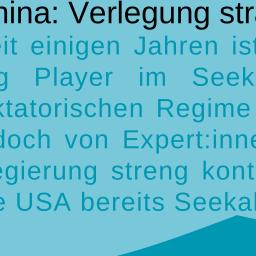 hina: Verlegung stra
eit einigen Jahren ist
g Player im Seek
ktatorischen Regime
doch von Expert:inne
egierung streng kont
e USA bereits Seekal